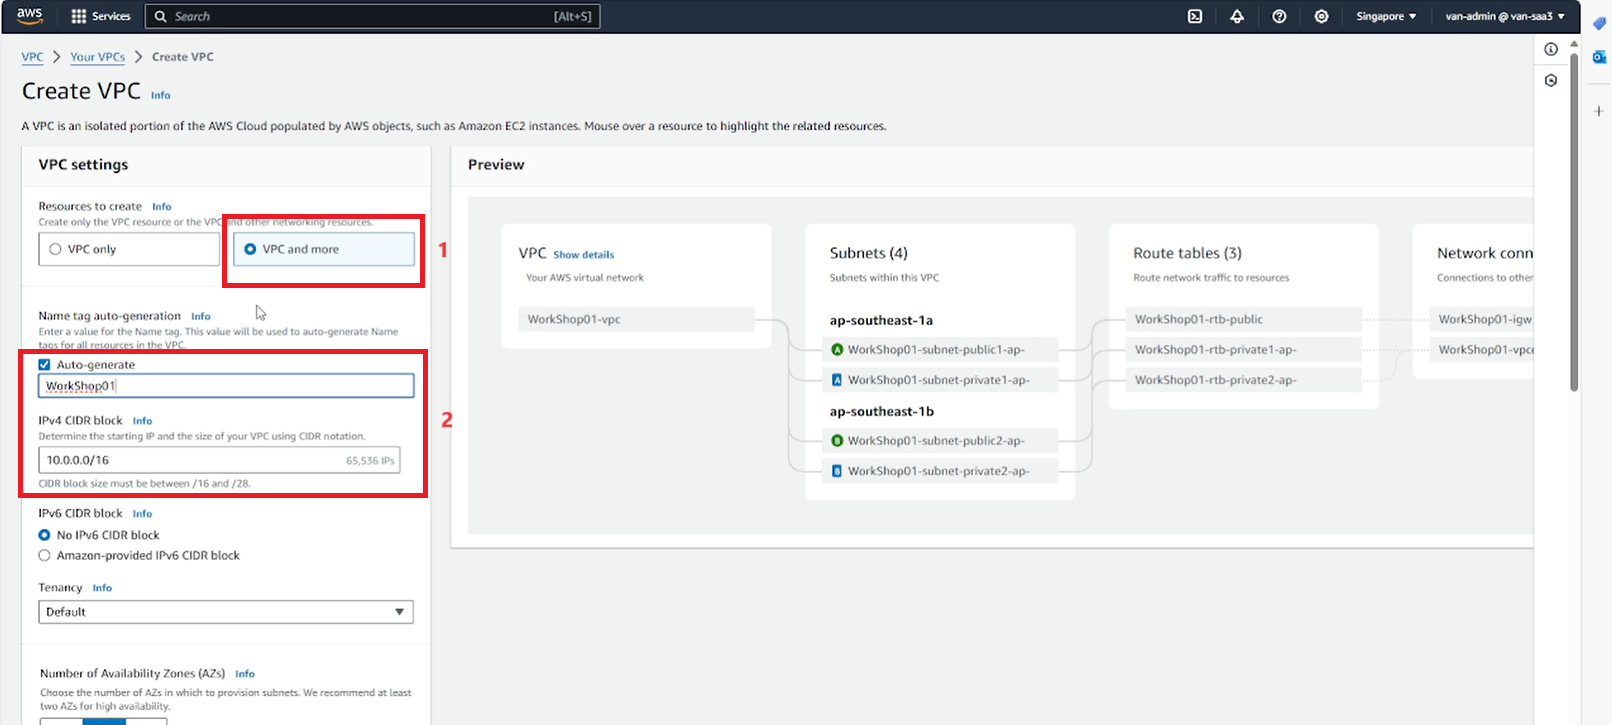 aws
Services
Search
[Alt+S]
Singapore
van-admin @ van-saa3
VPC
Your VPCs
Create VPC
Create VPC Info
A VPC is an isolated portion of the AWS Cloud populated by AWS objects, such as Amazon EC2 instances. Mouse over a resource to highlight the related resources.
VPC settings
Resources to create Info
Create only the VPC resource or the VPC and other networking resources.
VPC only
VPC and more
1
Name tag auto-generation Info
Enter a value for the Name tag. This value will be used to auto-generate Name
tags for all resources in the VPC.
Auto-generate
WorkShop01
2
IPv4 CIDR block Info
Determine the starting IP and the size of your VPC using CIDR notation.
10.0.0.0/16
65,536 IPs
CIDR block size must be between /16 and /28.
IPv6 CIDR block Info
No IPv6 CIDR block
Amazon-provided IPv6 CIDR block
Tenancy Info
Default
Number of Availability Zones (AZs) Info
Choose the number of AZs in which to provision subnets. We recommend at least
two AZs for high availability.
Preview
VPC Show details
Your AWS virtual network
WorkShop01-vpc
Subnets (4)
Subnets within this VPC
ap-southeast-1a
A WorkShop01-subnet-public1-ap-
A WorkShop01-subnet-private1-ap-
ap-southeast-1b
B WorkShop01-subnet-public2-ap-
B WorkShop01-subnet-private2-ap-
Route tables (3)
Route network traffic to resources
WorkShop01-rtb-public
WorkShop01-rtb-private1-ap-
WorkShop01-rtb-private2-ap-
Network conn
Connections to other
WorkShop01-igw
WorkShop01-vpce